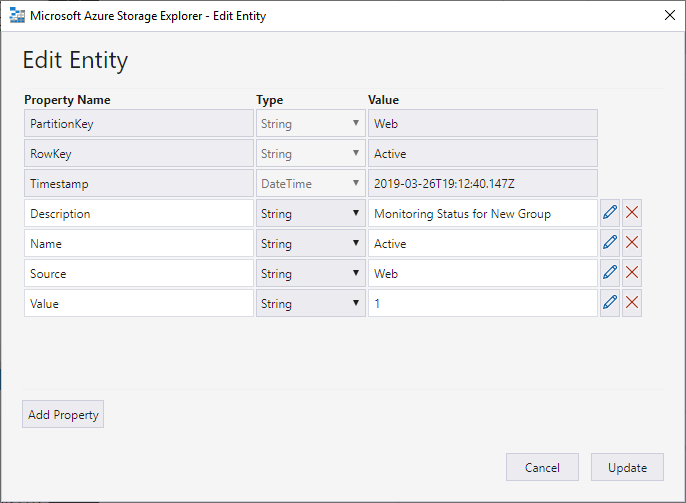 Microsoft Azure Storage Explorer - Edit Entity
Edit Entity
Property Name Type Value
PartitionKey String Web
RowKey String Active
Timestamp DateTime 2019-03-26T19:12:40.147Z
Description String Monitoring Status for New Group
Name String Active
Source String Web
Value String 1
Add Property
Cancel Update